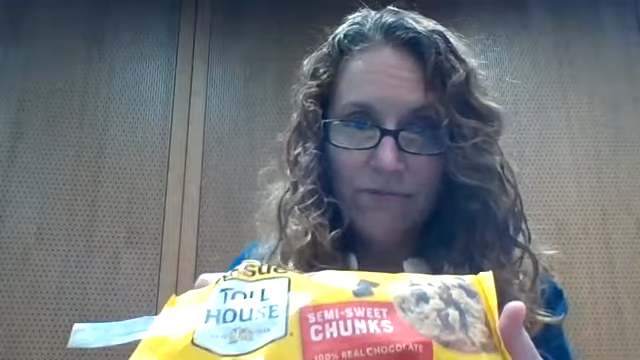 TOLL
HOUSE
SEMI-SWEET
CHUNKS
100% REAL CHOCOLATE